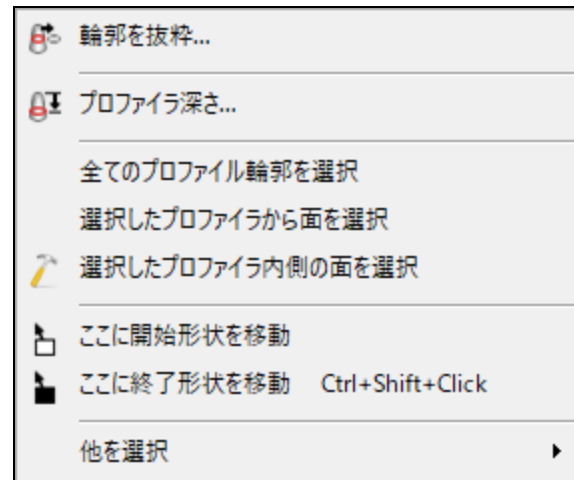 輪郭を抜粋...
プロファイラ深さ...
全てのプロファイル輪郭を選択
選択したプロファイラから面を選択
選択したプロファイラ内側の面を選択
ここに開始形状を移動
ここに終了形状を移動 Ctrl+Shift+Click
他を選択